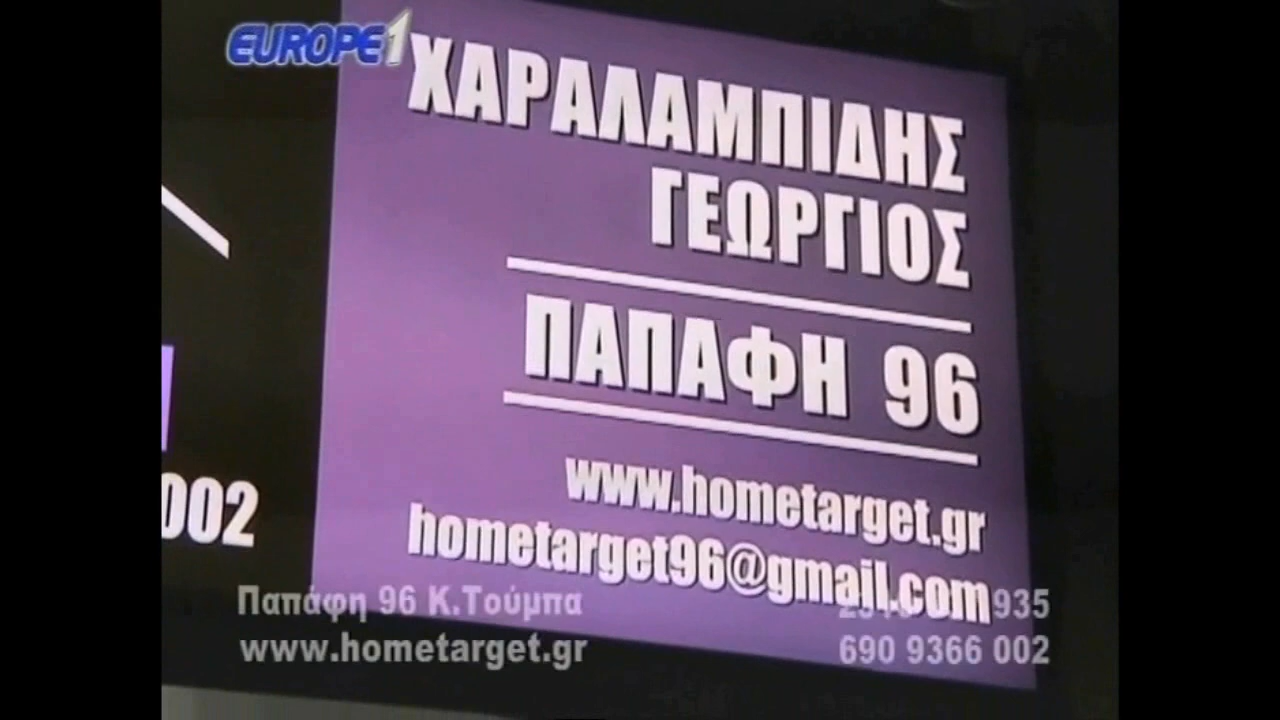 EUROPE1
ΧΑΡΑΛΑΜΠΙΔΗΣ
ΓΕΩΡΓΙΟΣ
ΠΑΠΑΦΗ 96
www.hometarget.gr
hometarget96@gmail.com
002
Παπάφη 96 Κ.Τούμπα
935
www.hometarget.gr
690 9366 002